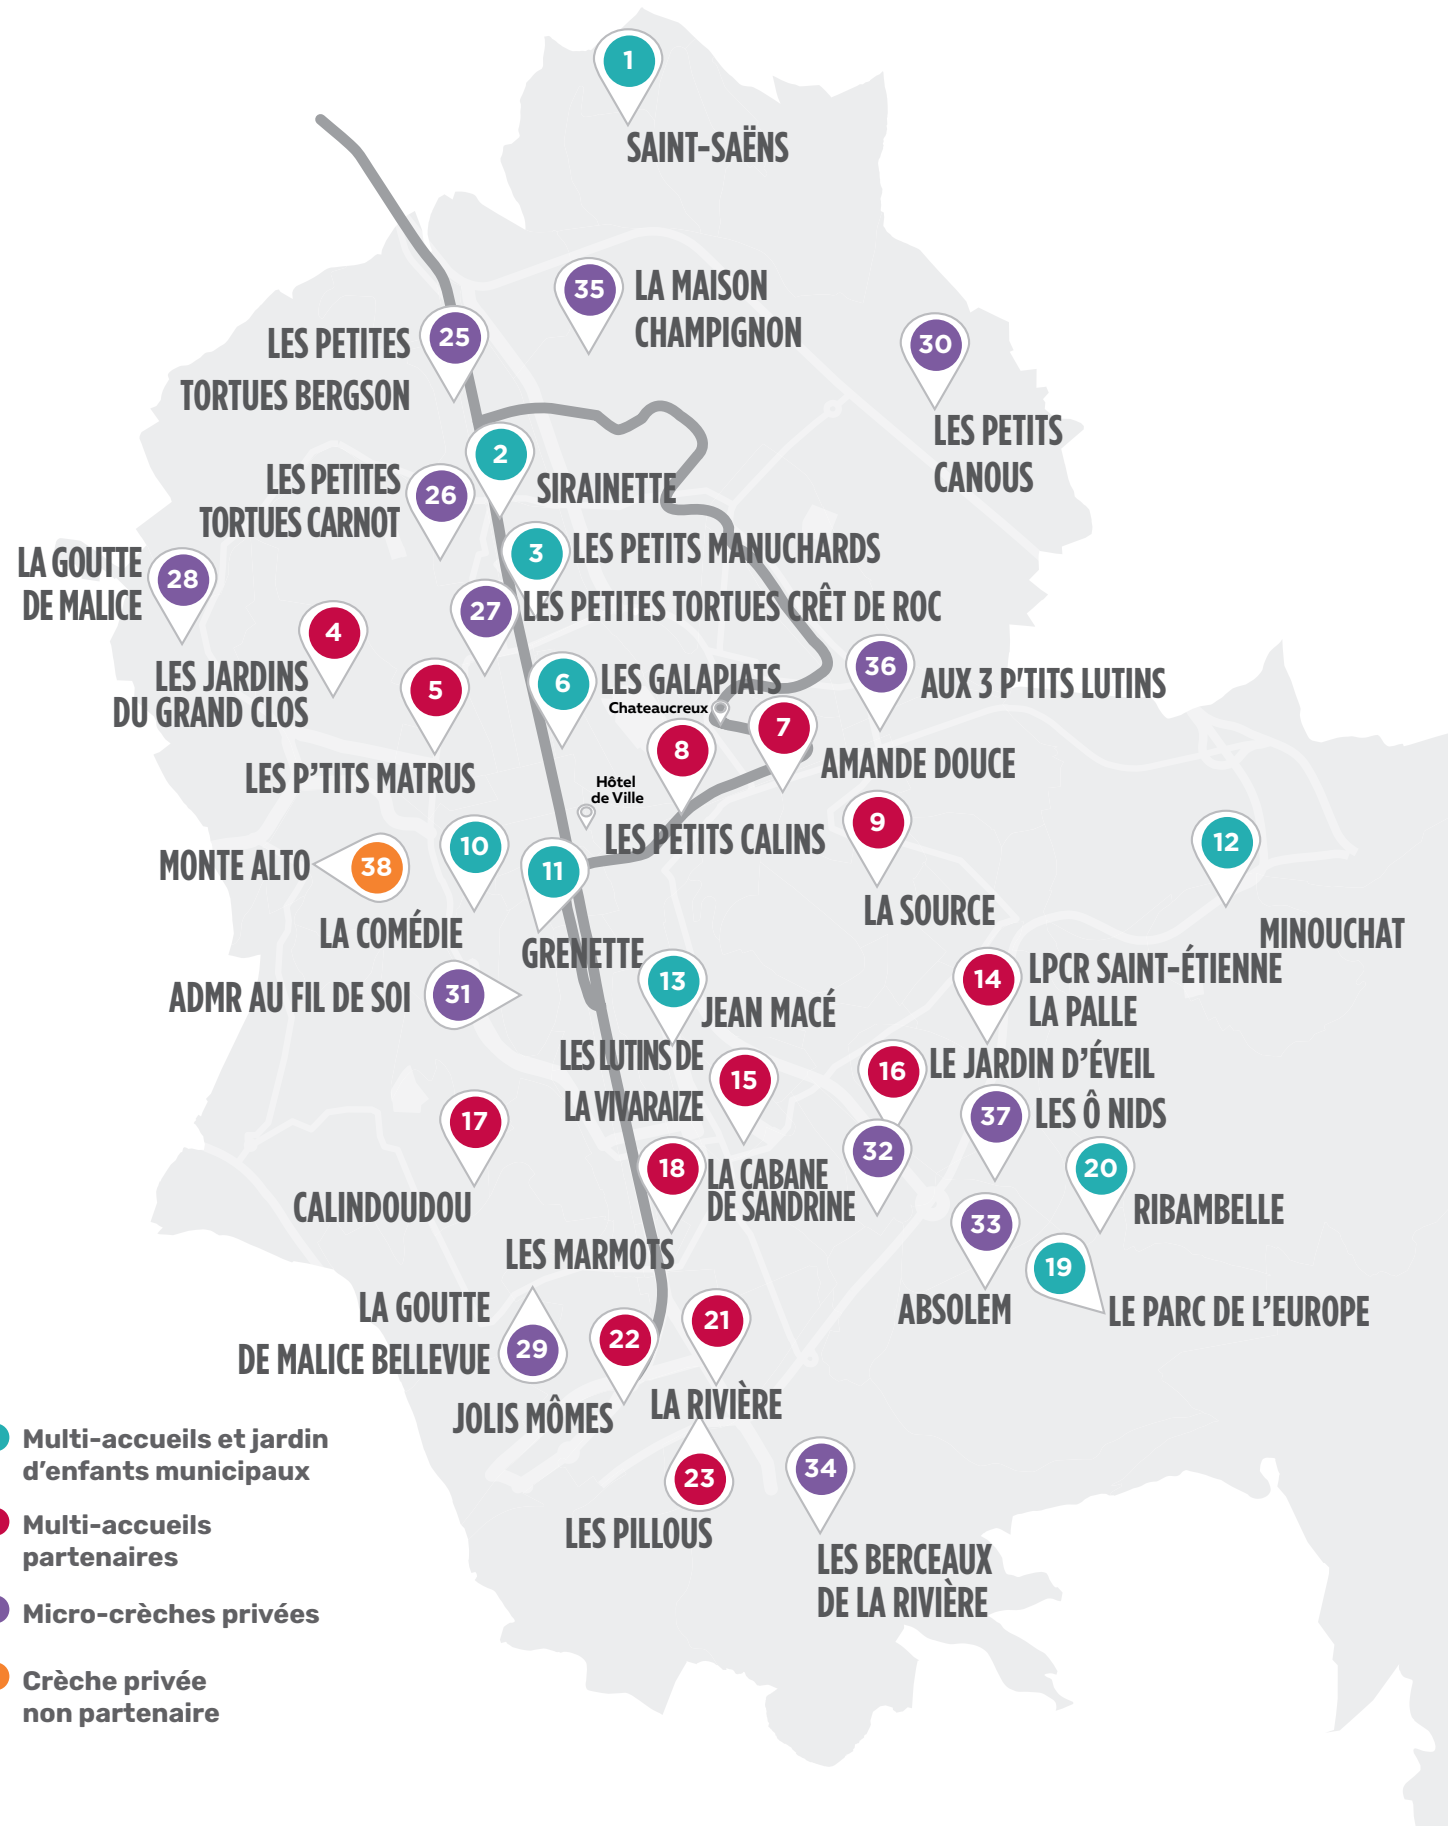 1
SAINT-SAËNS
35
LA MAISON
CHAMPIGNON
25
LES PETITES
TORTUES BERGSON
30
LES PETITS
CANOUS
2
SIRAINETTE
26
LES PETITES
TORTUES CARNOT
3
LES PETITS MANUCHARDS
28
LA GOUTTE
DE MALICE
27
LES PETITES TORTUES CRÊT DE ROC
4
LES JARDINS
DU GRAND CLOS
5
LES P'TITS MATRUS
6
LES GALAPIATS
Chateaucreux
36
AUX 3 P'TITS LUTINS
7
AMANDE DOUCE
8
LES PETITS CALINS
Hôtel
de Ville
9
LA SOURCE
12
MINOUCHAT
10
LA COMÉDIE
38
MONTE ALTO
11
GRENETTE
31
ADMR AU FIL DE SOI
13
JEAN MACÉ
14
LPCR SAINT-ÉTIENNE
LA PALLE
LES LUTINS DE
LA VIVARAIZE
15
16
LE JARDIN D’ÉVEIL
37
LES Ô NIDS
17
CALINDOUDOU
32
LA CABANE
DE SANDRINE
18
LES MARMOTS
20
RIBAMBELLE
33
ABSOLEM
19
LE PARC DE L’EUROPE
LA GOUTTE
DE MALICE BELLEVUE
29
22
JOLIS MÔMES
21
LA RIVIÈRE
23
LES PILLOUS
34
LES BERCEAUX
DE LA RIVIÈRE
Multi-accueils et jardin
d’enfants municipaux
Multi-accueils
partenaires
Micro-crèches privées
Crèche privée
non partenaire